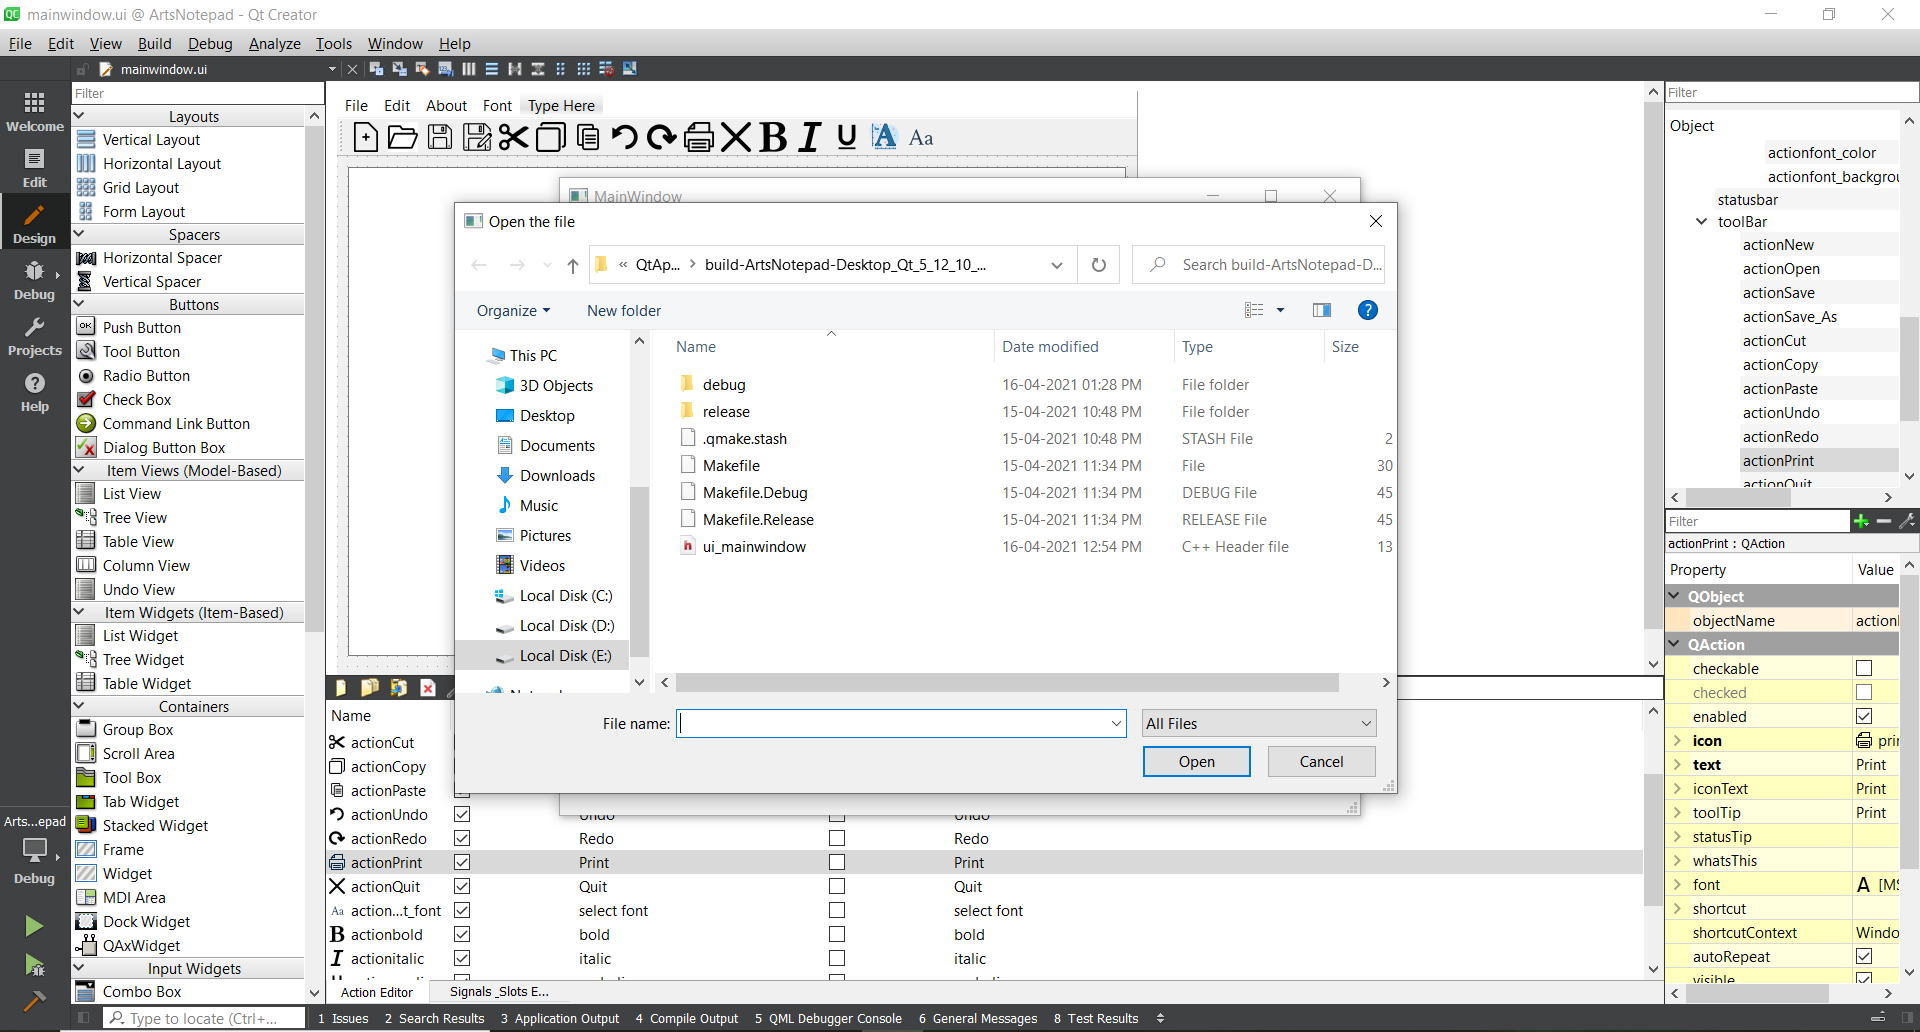 mainwindow.ui @ ArtsNotepad - Qt Creator
File Edit View Build Debug Analyze Tools Window Help
mainwindow.ui
Welcome
Edit
Design
Debug
Projects
Help
Arts...epad
Debug
Filter
Layouts
Vertical Layout
Horizontal Layout
Grid Layout
Form Layout
Spacers
Horizontal Spacer
Vertical Spacer
Buttons
Push Button
Tool Button
Radio Button
Check Box
Command Link Button
Dialog Button Box
Item Views (Model-Based)
List View
Tree View
Table View
Column View
Undo View
Item Widgets (Item-Based)
List Widget
Tree Widget
Table Widget
Containers
Group Box
Scroll Area
Tool Box
Tab Widget
Stacked Widget
Frame
Widget
MDI Area
Dock Widget
QAxWidget
Input Widgets
Combo Box
File Edit About Font Type Here
B I U A Aa
MainWindow
Open the file
« QtAp... > build-ArtsNotepad-Desktop_Qt_5_12_10_...
Search build-ArtsNotepad-D...
Organize New folder
This PC
3D Objects
Desktop
Documents
Downloads
Music
Pictures
Videos
Local Disk (C:)
Local Disk (D:)
Local Disk (E:)
Name Date modified Type Size
debug 16-04-2021 01:28 PM File folder
release 15-04-2021 10:48 PM File folder
.qmake.stash 15-04-2021 10:48 PM STASH File 2
Makefile 15-04-2021 11:34 PM File 30
Makefile.Debug 15-04-2021 11:34 PM DEBUG File 45
Makefile.Release 15-04-2021 11:34 PM RELEASE File 45
ui_mainwindow 16-04-2021 12:54 PM C++ Header file 13
File name: All Files
Open Cancel
Name
actionCut
actionCopy
actionPaste
actionUndo Undo Undo
actionRedo Redo Redo
actionPrint Print Print
actionQuit Quit Quit
Aa action...t_font select font select font
B actionbold bold bold
I actionitalic italic italic
Action Editor Signals _Slots E...
Filter
Object
actionfont_color
actionfont_backgrou
statusbar
toolBar
actionNew
actionOpen
actionSave
actionSave_As
actionCut
actionCopy
actionPaste
actionUndo
actionRedo
actionPrint
actionQuit
Filter
actionPrint : QAction
Property Value
QObject
objectName action
QAction
checkable
checked
enabled
icon pri
text Print
iconText Print
toolTip Print
statusTip
whatsThis
font A [MS
shortcut
shortcutContext Windo
autoRepeat
visible
Type to locate (Ctrl+...
1 Issues 2 Search Results 3 Application Output 4 Compile Output 5 QML Debugger Console 6 General Messages 8 Test Results